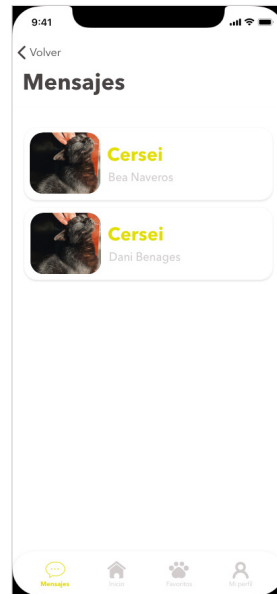 9:41
Volver
Mensajes
Cersei
Bea Naveros
Cersei
Dani Benages
Mensajes
Inicio
Favoritos
Mi perfil